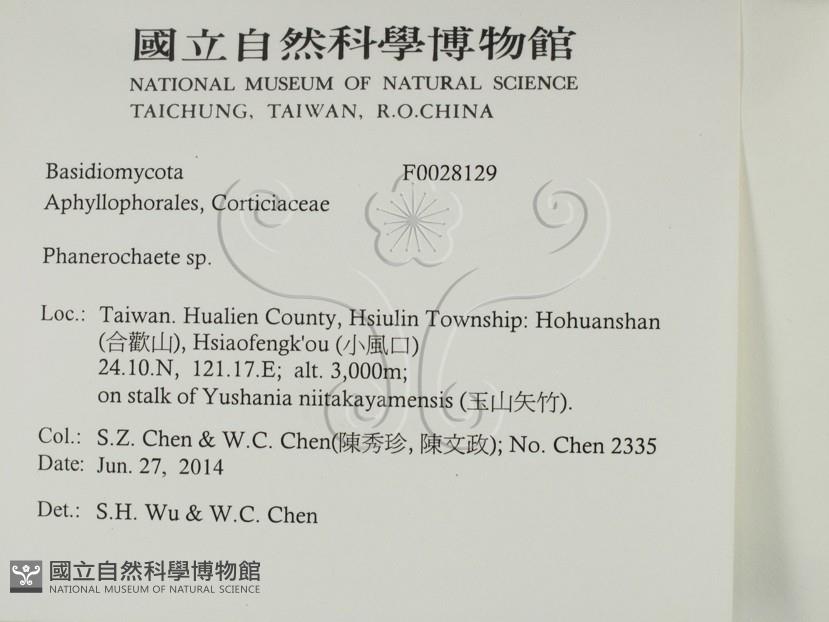 國立自然科學博物館
NATIONAL MUSEUM OF NATURAL SCIENCE
TAICHUNG, TAIWAN, R.O.CHINA
Basidiomycota F0028129
Aphyllophorales, Corticiaceae
Phanerochaete sp.
Loc.: Taiwan. Hualien County, Hsiulin Township: Hohuanshan
(合歡山), Hsiaofengk'ou (小風口)
24.10.N, 121.17.E; alt. 3,000m;
on stalk of Yushania niitakayamensis (玉山矢竹).
Col.: S.Z. Chen & W.C. Chen(陳秀珍, 陳文政); No. Chen 2335
Date: Jun. 27, 2014
Det.: S.H. Wu & W.C. Chen
國立自然科學博物館
NATIONAL MUSEUM OF NATURAL SCIENCE